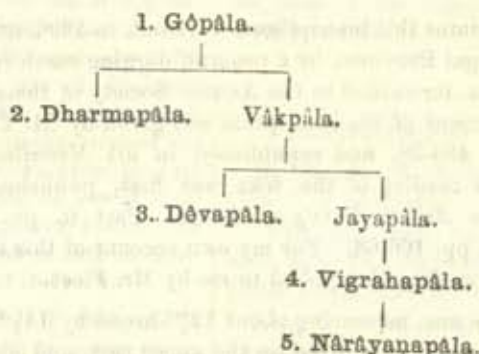 1. Gôpâla.
2. Dharmapâla. Vâkpâla.
3. Dêvapâla. Jayapâla.
4. Vigrahapâla.
5. Nârâyaṇapâla.